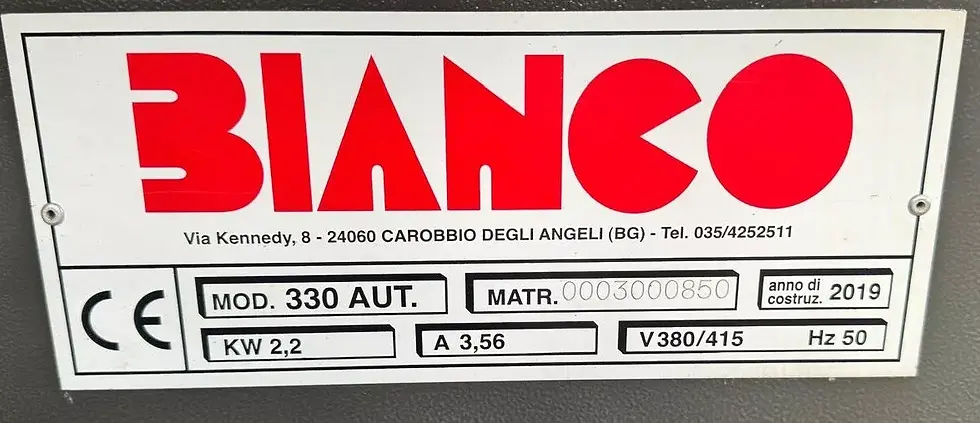 BIANCO
Via Kennedy, 8 - 24060 CAROBBIO DEGLI ANGELI (BG) - Tel. 035/4252511
CE
MOD. 330 AUT.
MATR. 0003000850
anno di costruz. 2019
KW 2,2
A 3,56
V 380/415 Hz 50